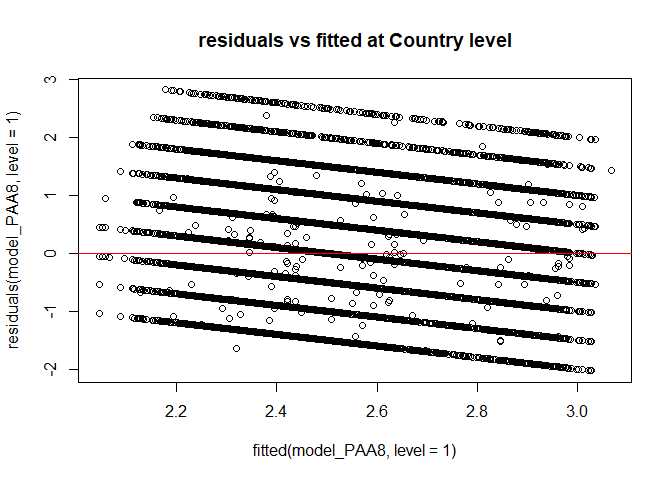 residuals vs fitted at Country level
residuals(model_PAA8, level = 1)
3
2
1
0
-1
-2
2.2 2.4 2.6 2.8 3.0
fitted(model_PAA8, level = 1)